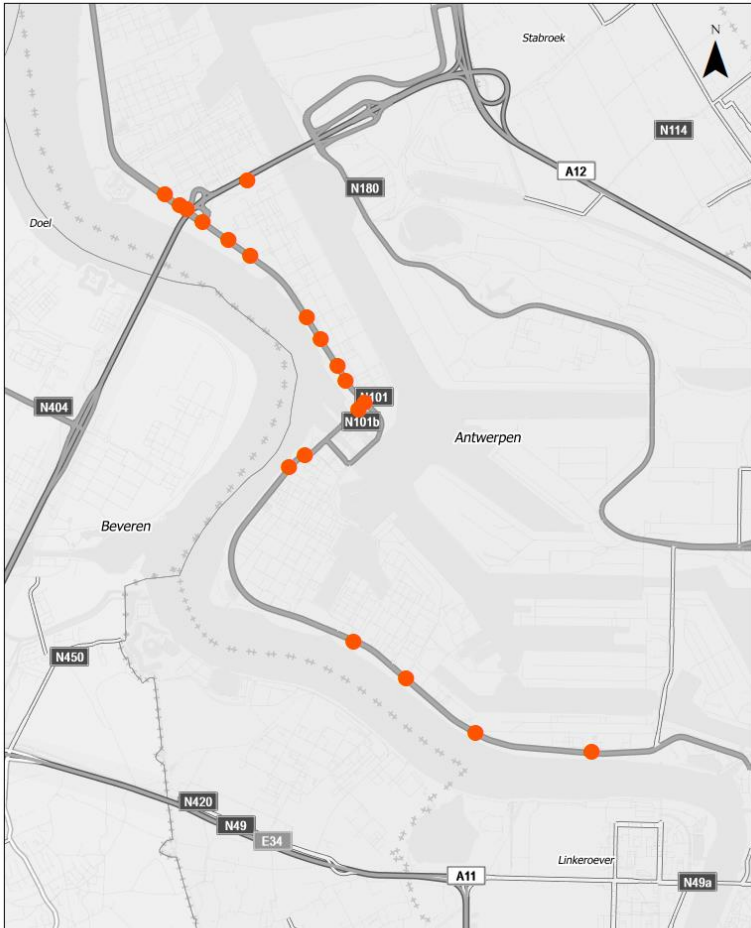 Stabroek
N
N114
A12
N180
Doel
N101
N404
N101b
Antwerpen
Beveren
N450
N420
N49
E34
Linkeroever
A11
N49a